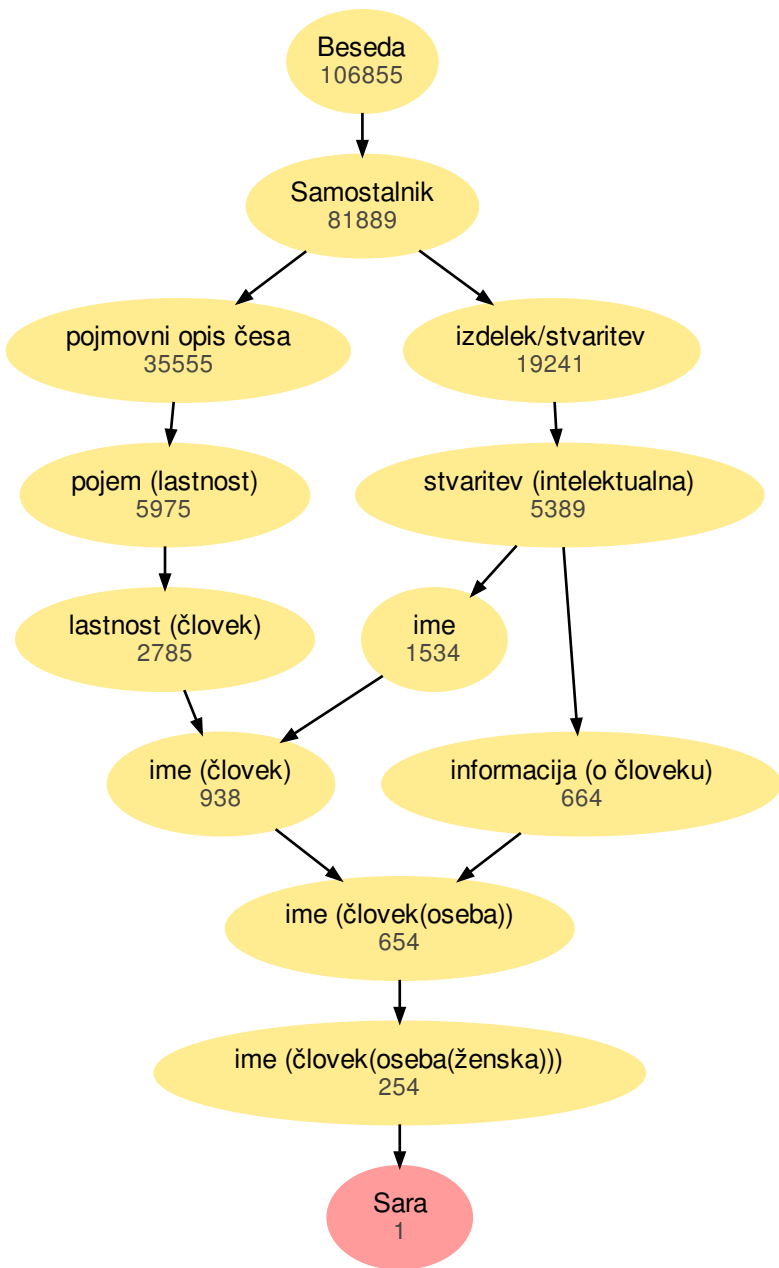 Beseda
106855
Samostalnik
81889
pojmovni opis česa
35555
izdelek/stvaritev
19241
pojem (lastnost)
5975
stvaritev (intelektualna)
5389
lastnost (človek)
2785
ime
1534
ime (človek)
938
informacija (o človeku)
664
ime (človek(oseba))
654
ime (človek(oseba(ženska)))
254
Sara
1